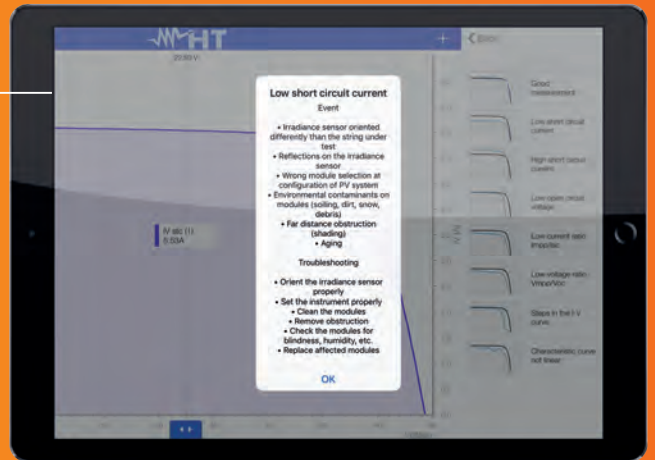 HT
Back
Low short circuit current
Event
• Irradiance sensor oriented
differently than the string under
test
• Reflections on the irradiance
sensor
• Wrong module selection at
configuration of PV system
• Environmental contaminants on
modules (soiling, dirt, snow,
debris)
• Far distance obstruction
(shading)
• Aging
Troubleshooting
• Orient the irradiance sensor
properly
• Set the instrument properly
• Clean the modules
• Remove obstruction
• Check the modules for
blindness, humidity, etc.
• Replace affected modules
OK
IV stc (1)
Good
measurement
Low short circuit
current
High short circuit
current
Low open circuit
voltage
Low current ratio
Low voltage ratio
Vmpp/Voc
Steps in the I-V
curve
Characteristic curve
not linear